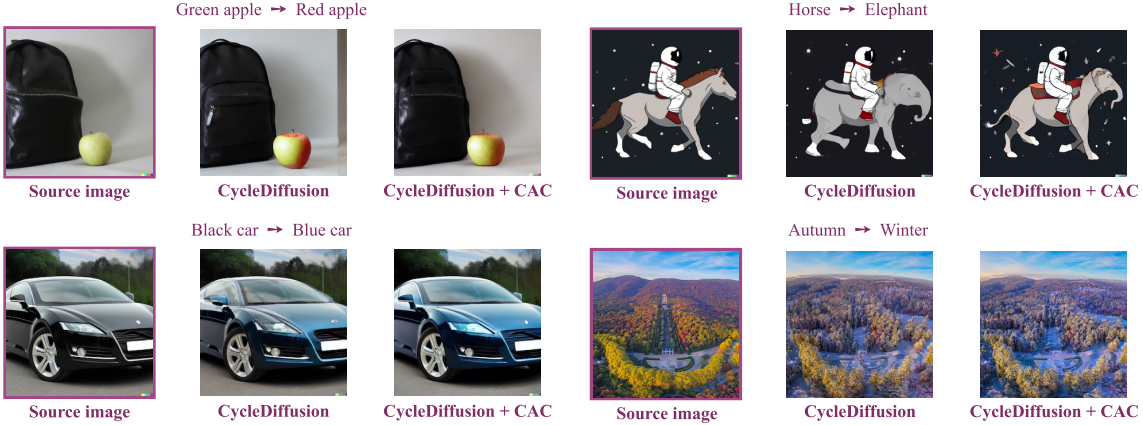 Green apple → Red apple
Horse → Elephant
Source image
CycleDiffusion
CycleDiffusion + CAC
Source image
CycleDiffusion
CycleDiffusion + CAC
Black car → Blue car
Autumn → Winter
Source image
CycleDiffusion
CycleDiffusion + CAC
Source image
CycleDiffusion
CycleDiffusion + CAC